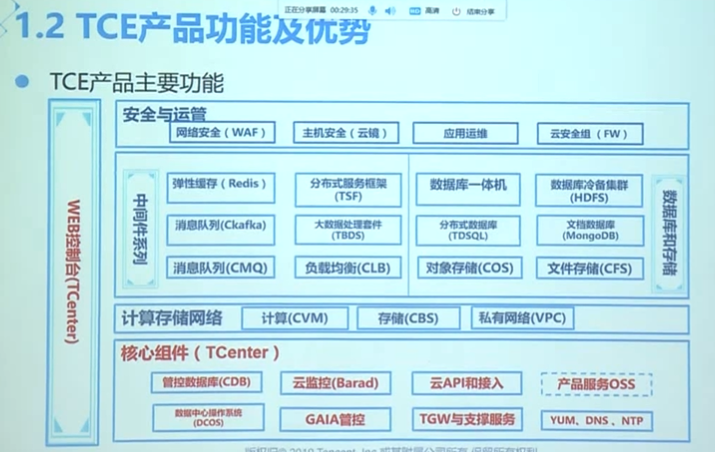 正在分享屏幕 00:29:35 高清 结束分享
1.2 TCE产品功能及优势
TCE产品主要功能
WEB控制台(TCenter)
安全与运管
网络安全（WAF） 主机安全（云镜） 应用运维 云安全组（FW）
中间件系列
弹性缓存（Redis） 分布式服务框架(TSF)
消息队列(Ckafka) 大数据处理套件(TBDS)
消息队列(CMQ) 负载均衡(CLB)
数据库一体机 数据库冷备集群(HDFS)
分布式数据库(TDSQL) 文档数据库(MongoDB)
对象存储(COS) 文件存储(CFS)
数据库和存储
计算存储网络 计算(CVM) 存储(CBS) 私有网络(VPC)
核心组件（TCenter）
管控数据库(CDB) 云监控(Barad) 云API和接入 产品服务OSS
数据中心操作系统(DCOS) GAIA管控 TGW与支撑服务 YUM、DNS、NTP